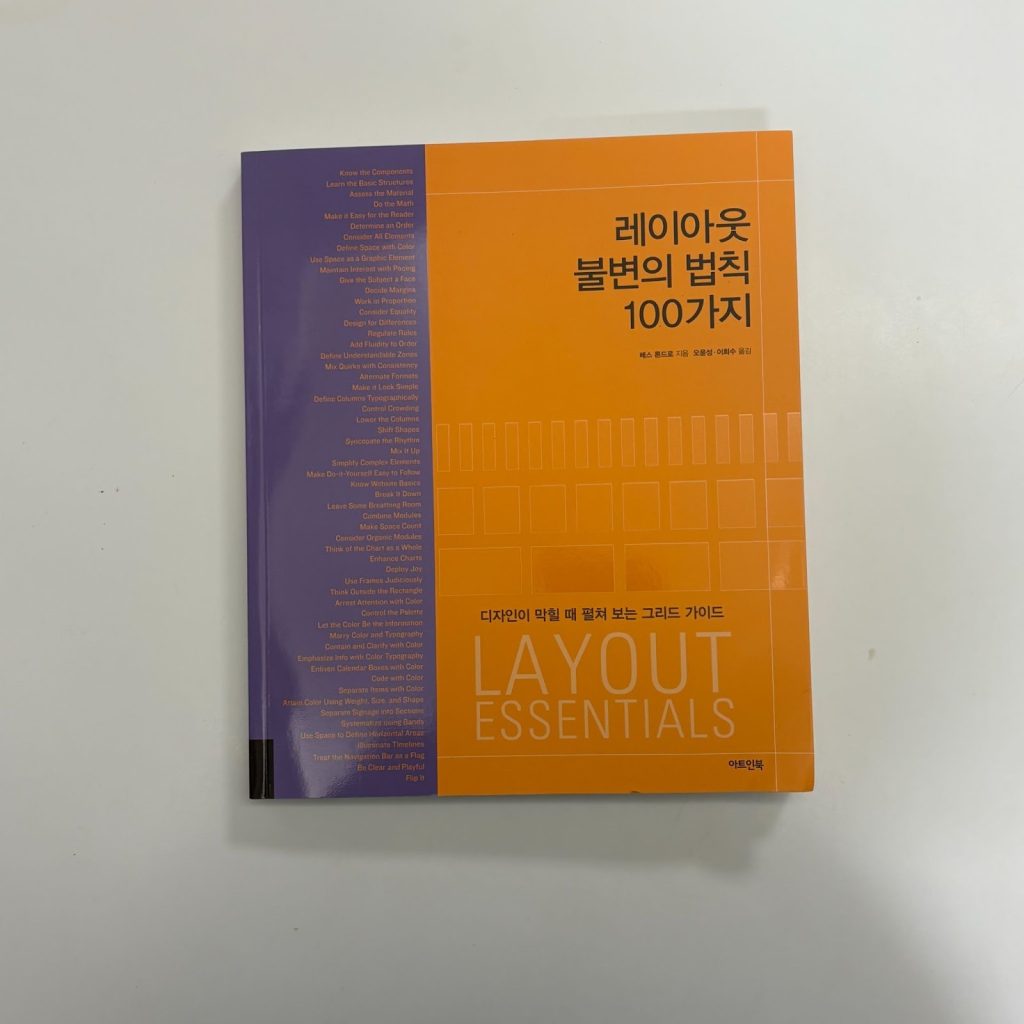 Know the Components
Learn the Basic Structures
Assess the Material
Do the Math
Make it Easy for the Reader
Determine an Order
Consider All Elements
Define Space with Color
Use Space as a Graphic Element
Maintain Interest with Pacing
Give the Subject a Face
Decide Margins
Work in Proportion
Consider Equality
Design for Differences
Regulate Rules
Add Fluidity to Order
Define Understandable Zones
Mix Quirks with Consistency
Alternate Formats
Make it Look Simple
Define Columns Typographically
Control Crowding
Lower the Columns
Shift Shapes
Syncopate the Rhythm
Mix It Up
Simplify Complex Elements
Make Do-it-Yourself Easy to Follow
Know Website Basics
Break It Down
Leave Some Breathing Room
Combine Modules
Make Space Count
Consider Organic Modules
Think of the Chart as a Whole
Enhance Charts
Deploy Joy
Use Frames Judiciously
Think Outside the Rectangle
Arrest Attention with Color
Control the Palette
Let the Color Be the Information
Marry Color and Typography
Contain and Clarify with Color
Emphasize Info with Color Typography
Enliven Calendar Boxes with Color
Code with Color
Separate Items with Color
Attain Color Using Weight, Size, and Shape
Separate Signage into Sections
Systematize using Bands
Use Space to Define Horizontal Areas
Illuminate Timelines
Treat the Navigation Bar as a Flag
Be Clear and Playful
Flip It
레이아웃
불변의 법칙
100가지
베스 톤드로 지음 오윤성·이희수 옮김
디자인이 막힐 때 펼쳐 보는 그리드 가이드
LAYOUT
ESSENTIALS
아트인북